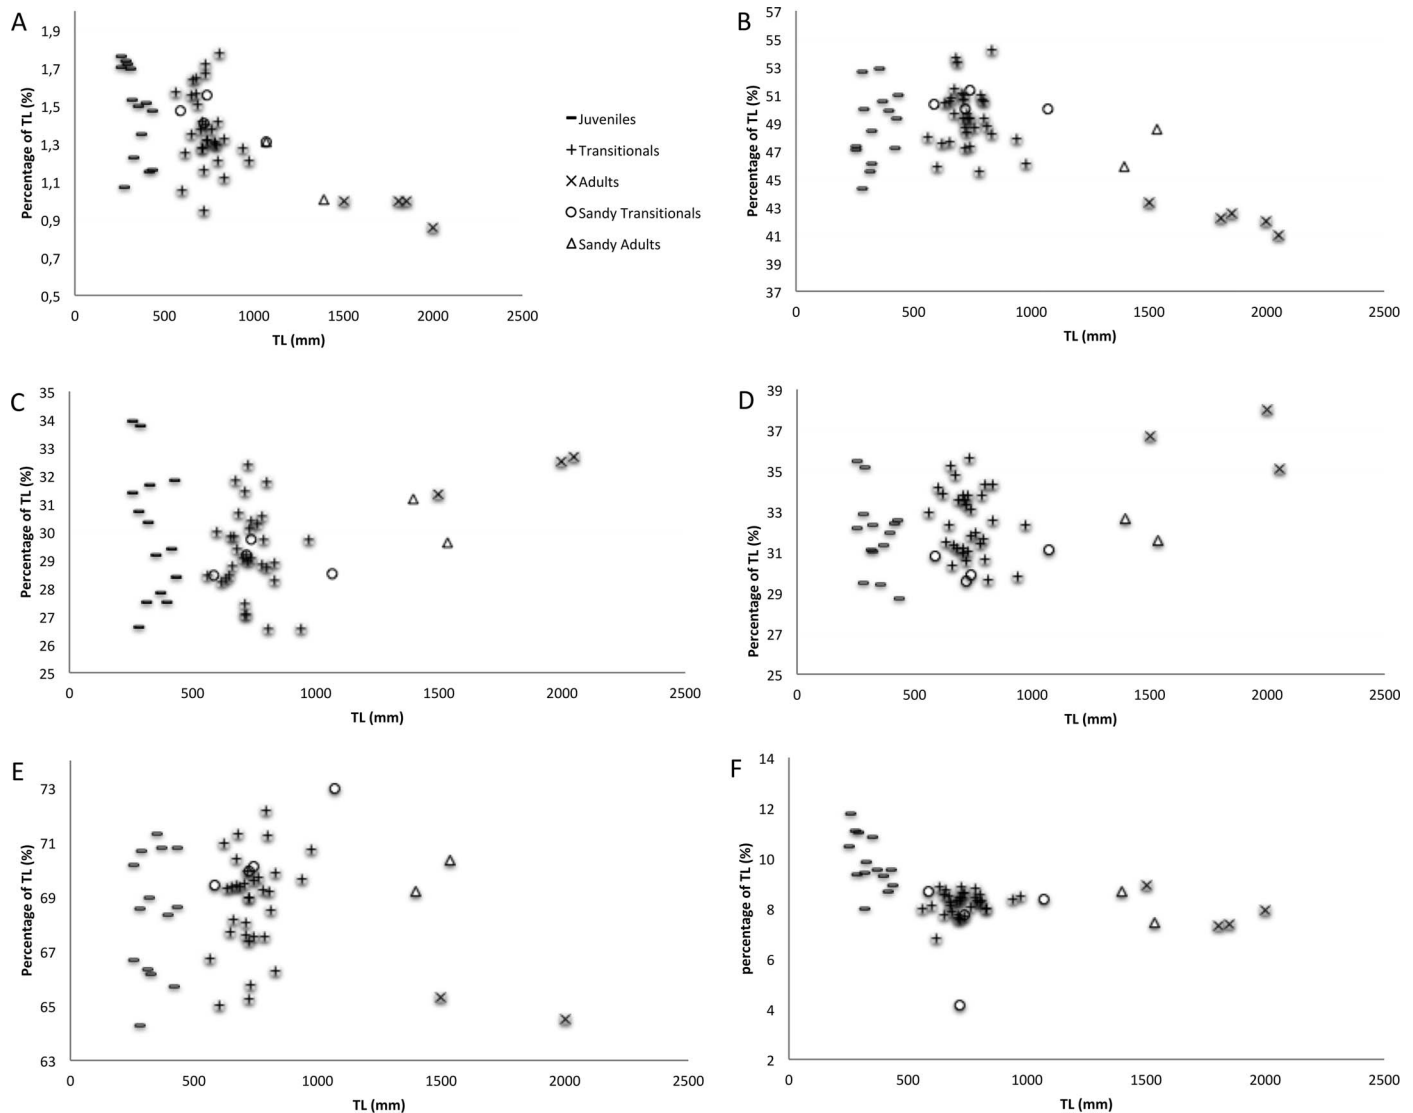 A
Percentage of TL (%)
1,9
1,7
1,5
1,3
1,1
0,9
0,7
0,5
0 500 1000 1500 2000 2500
TL (mm)
Juveniles
Transitionals
Adults
Sandy Transitionals
Sandy Adults
B
Percentage of TL (%)
57
55
53
51
49
47
45
43
41
39
37
0 500 1000 1500 2000 2500
TL (mm)
C
Percentage of TL (%)
35
34
33
32
31
30
29
28
27
26
25
0 500 1000 1500 2000 2500
TL (mm)
D
Percentage of TL (%)
39
37
35
33
31
29
27
25
0 500 1000 1500 2000 2500
TL (mm)
E
Percentage of TL (%)
73
71
69
67
65
63
0 500 1000 1500 2000 2500
TL (mm)
F
percentage of TL (%)
14
12
10
8
6
4
2
0 500 1000 1500 2000 2500
TL (mm)